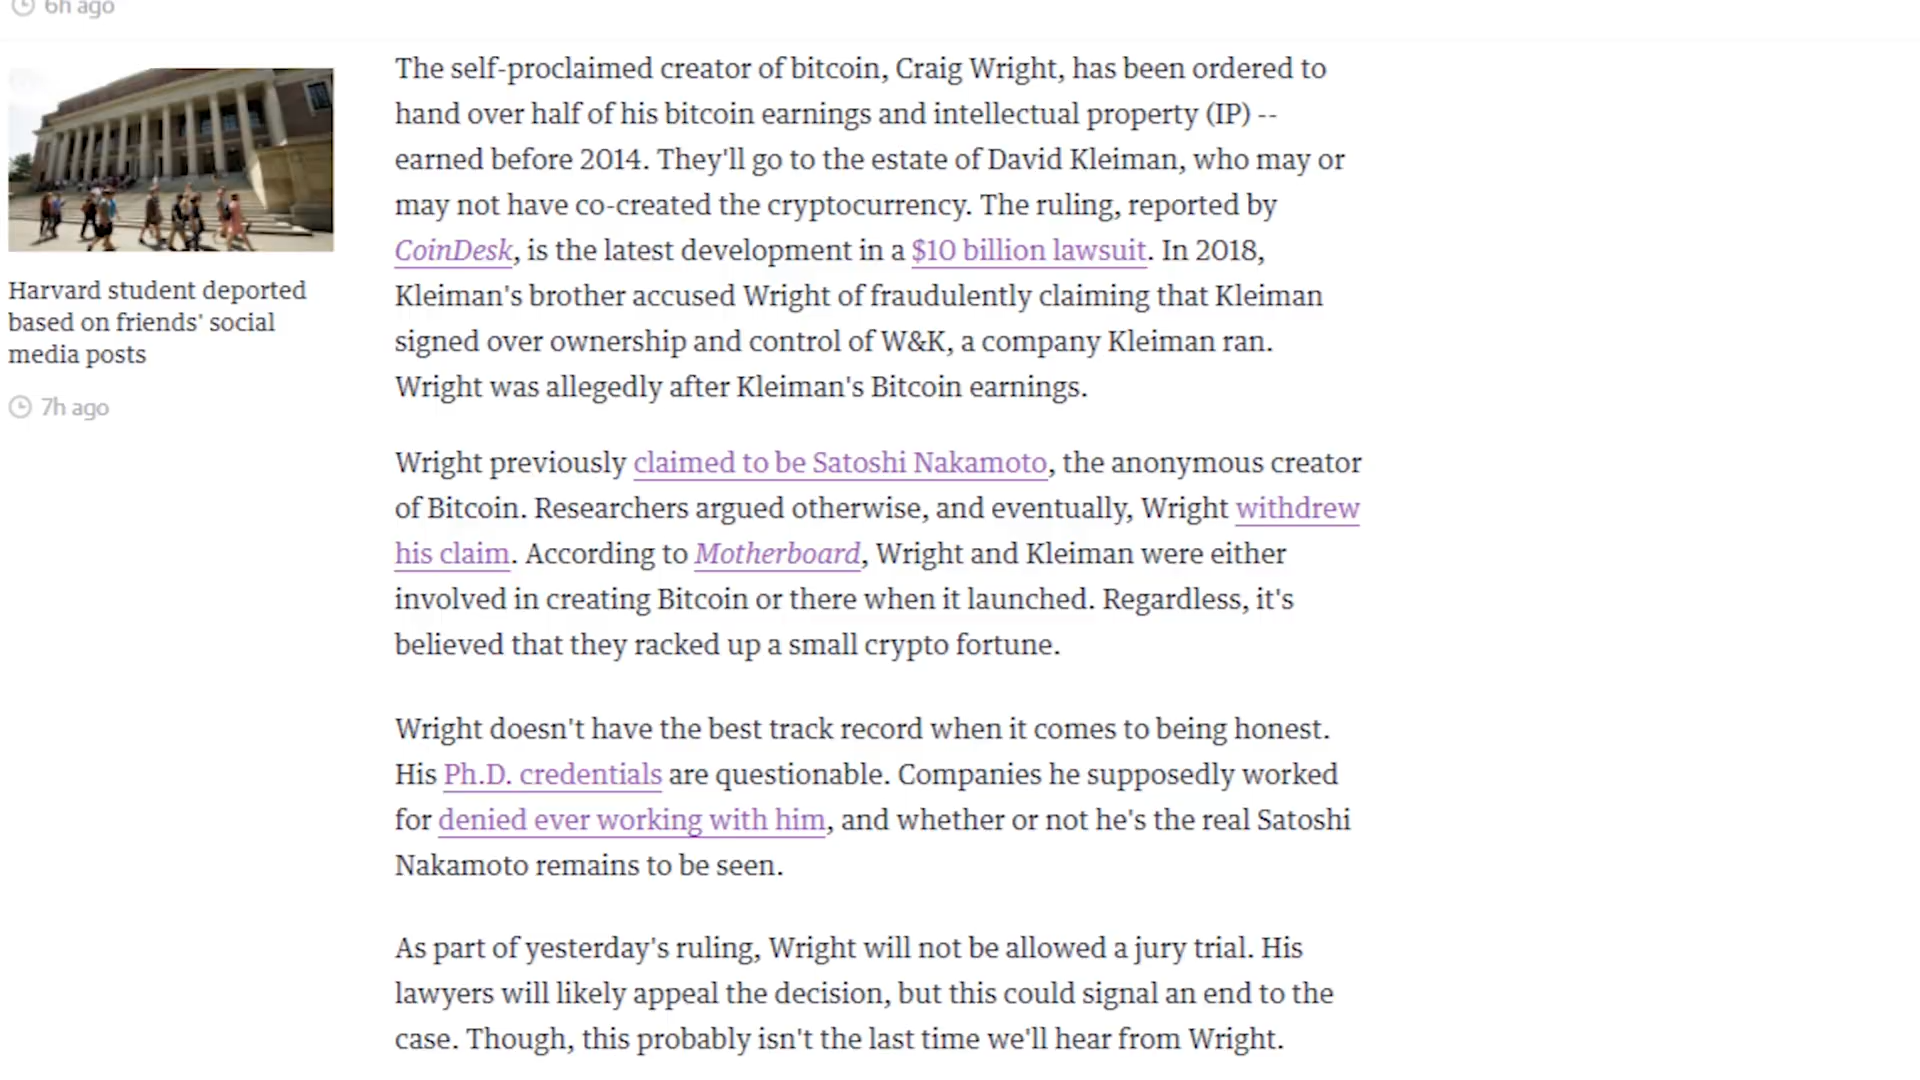 6h ago
Harvard student deported
based on friends' social
media posts
7h ago
The self-proclaimed creator of bitcoin, Craig Wright, has been ordered to
hand over half of his bitcoin earnings and intellectual property (IP) --
earned before 2014. They'll go to the estate of David Kleiman, who may or
may not have co-created the cryptocurrency. The ruling, reported by
CoinDesk, is the latest development in a $10 billion lawsuit. In 2018,
Kleiman's brother accused Wright of fraudulently claiming that Kleiman
signed over ownership and control of W&K, a company Kleiman ran.
Wright was allegedly after Kleiman's Bitcoin earnings.
Wright previously claimed to be Satoshi Nakamoto, the anonymous creator
of Bitcoin. Researchers argued otherwise, and eventually, Wright withdrew
his claim. According to Motherboard, Wright and Kleiman were either
involved in creating Bitcoin or there when it launched. Regardless, it's
believed that they racked up a small crypto fortune.
Wright doesn't have the best track record when it comes to being honest.
His Ph.D. credentials are questionable. Companies he supposedly worked
for denied ever working with him, and whether or not he's the real Satoshi
Nakamoto remains to be seen.
As part of yesterday's ruling, Wright will not be allowed a jury trial. His
lawyers will likely appeal the decision, but this could signal an end to the
case. Though, this probably isn't the last time we'll hear from Wright.